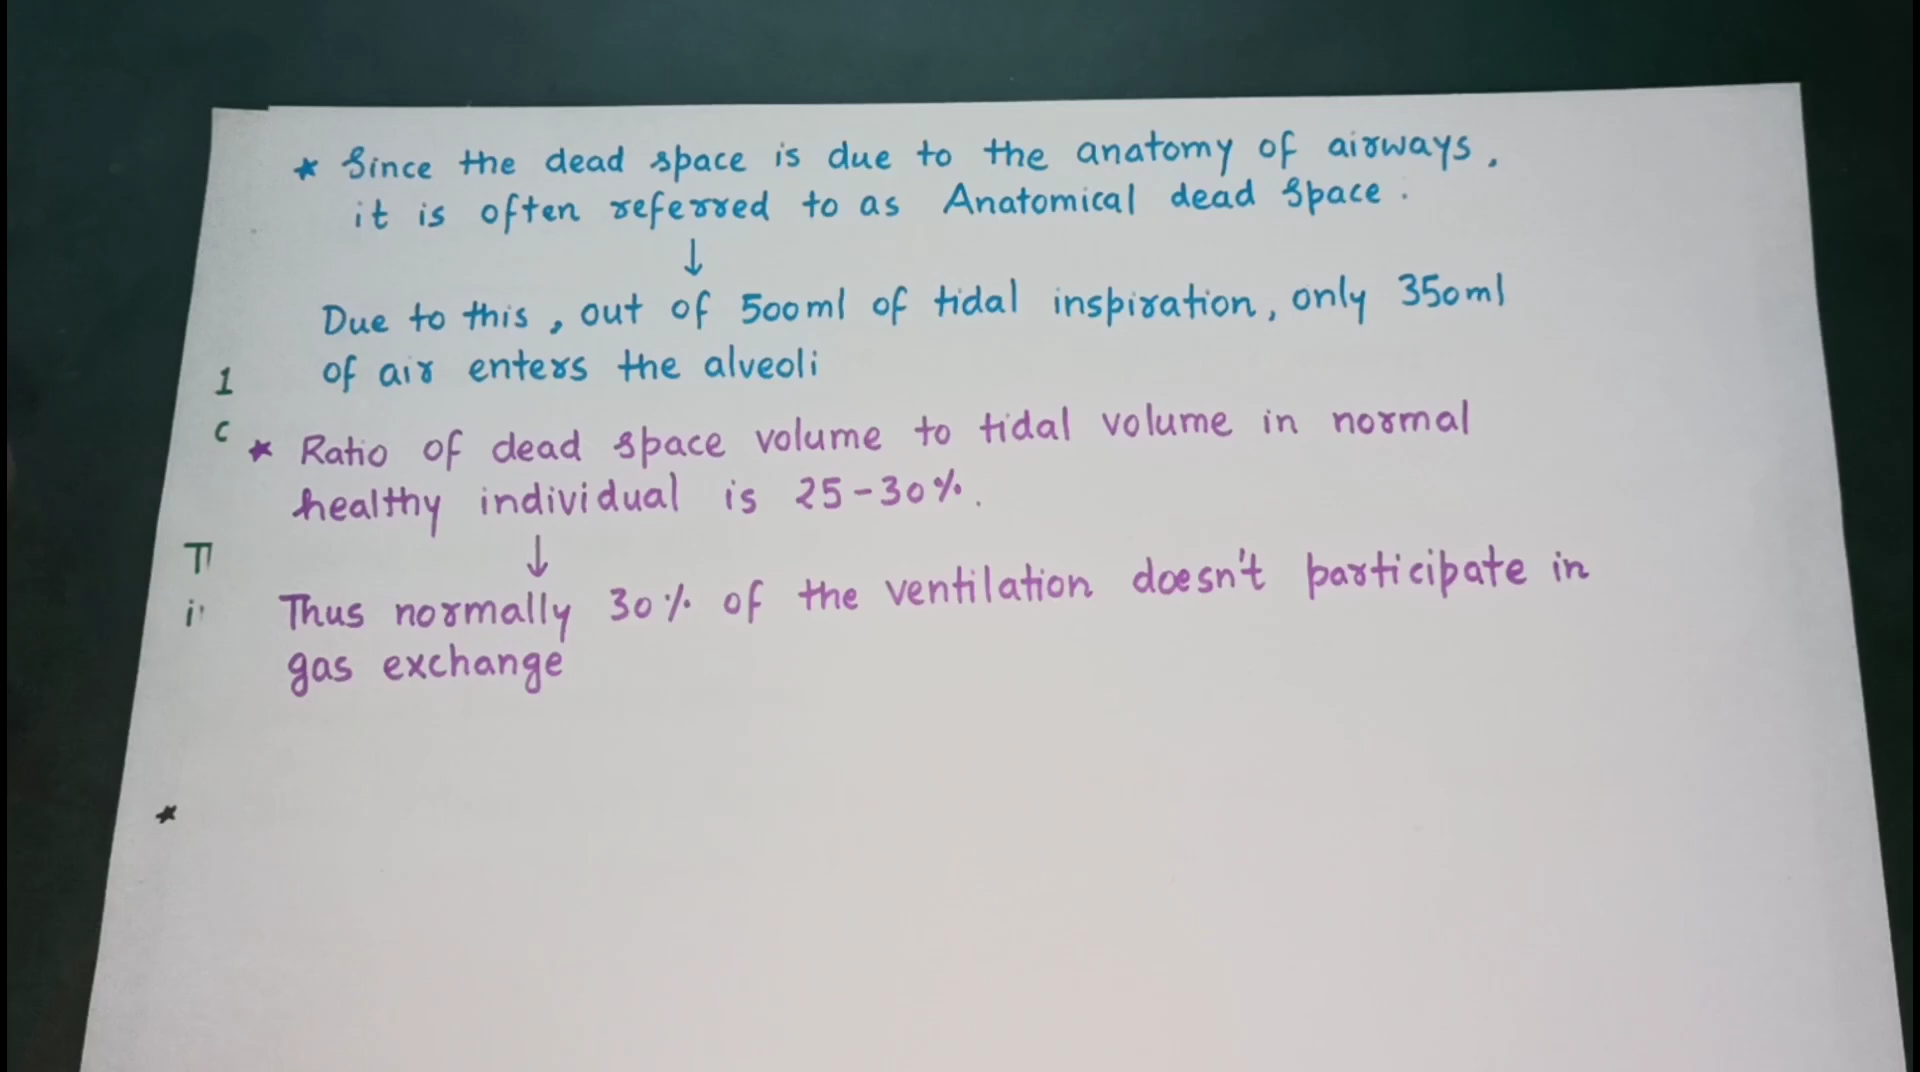 * Since the dead space is due to the anatomy of airways,
it is often referred to as Anatomical dead space.
↓
Due to this, out of 500ml of tidal inspiration, only 350ml
of air enters the alveoli
1
c
* Ratio of dead space volume to tidal volume in normal
healthy individual is 25-30%.
↓
Thus normally 30% of the ventilation doesn't participate in
gas exchange
*